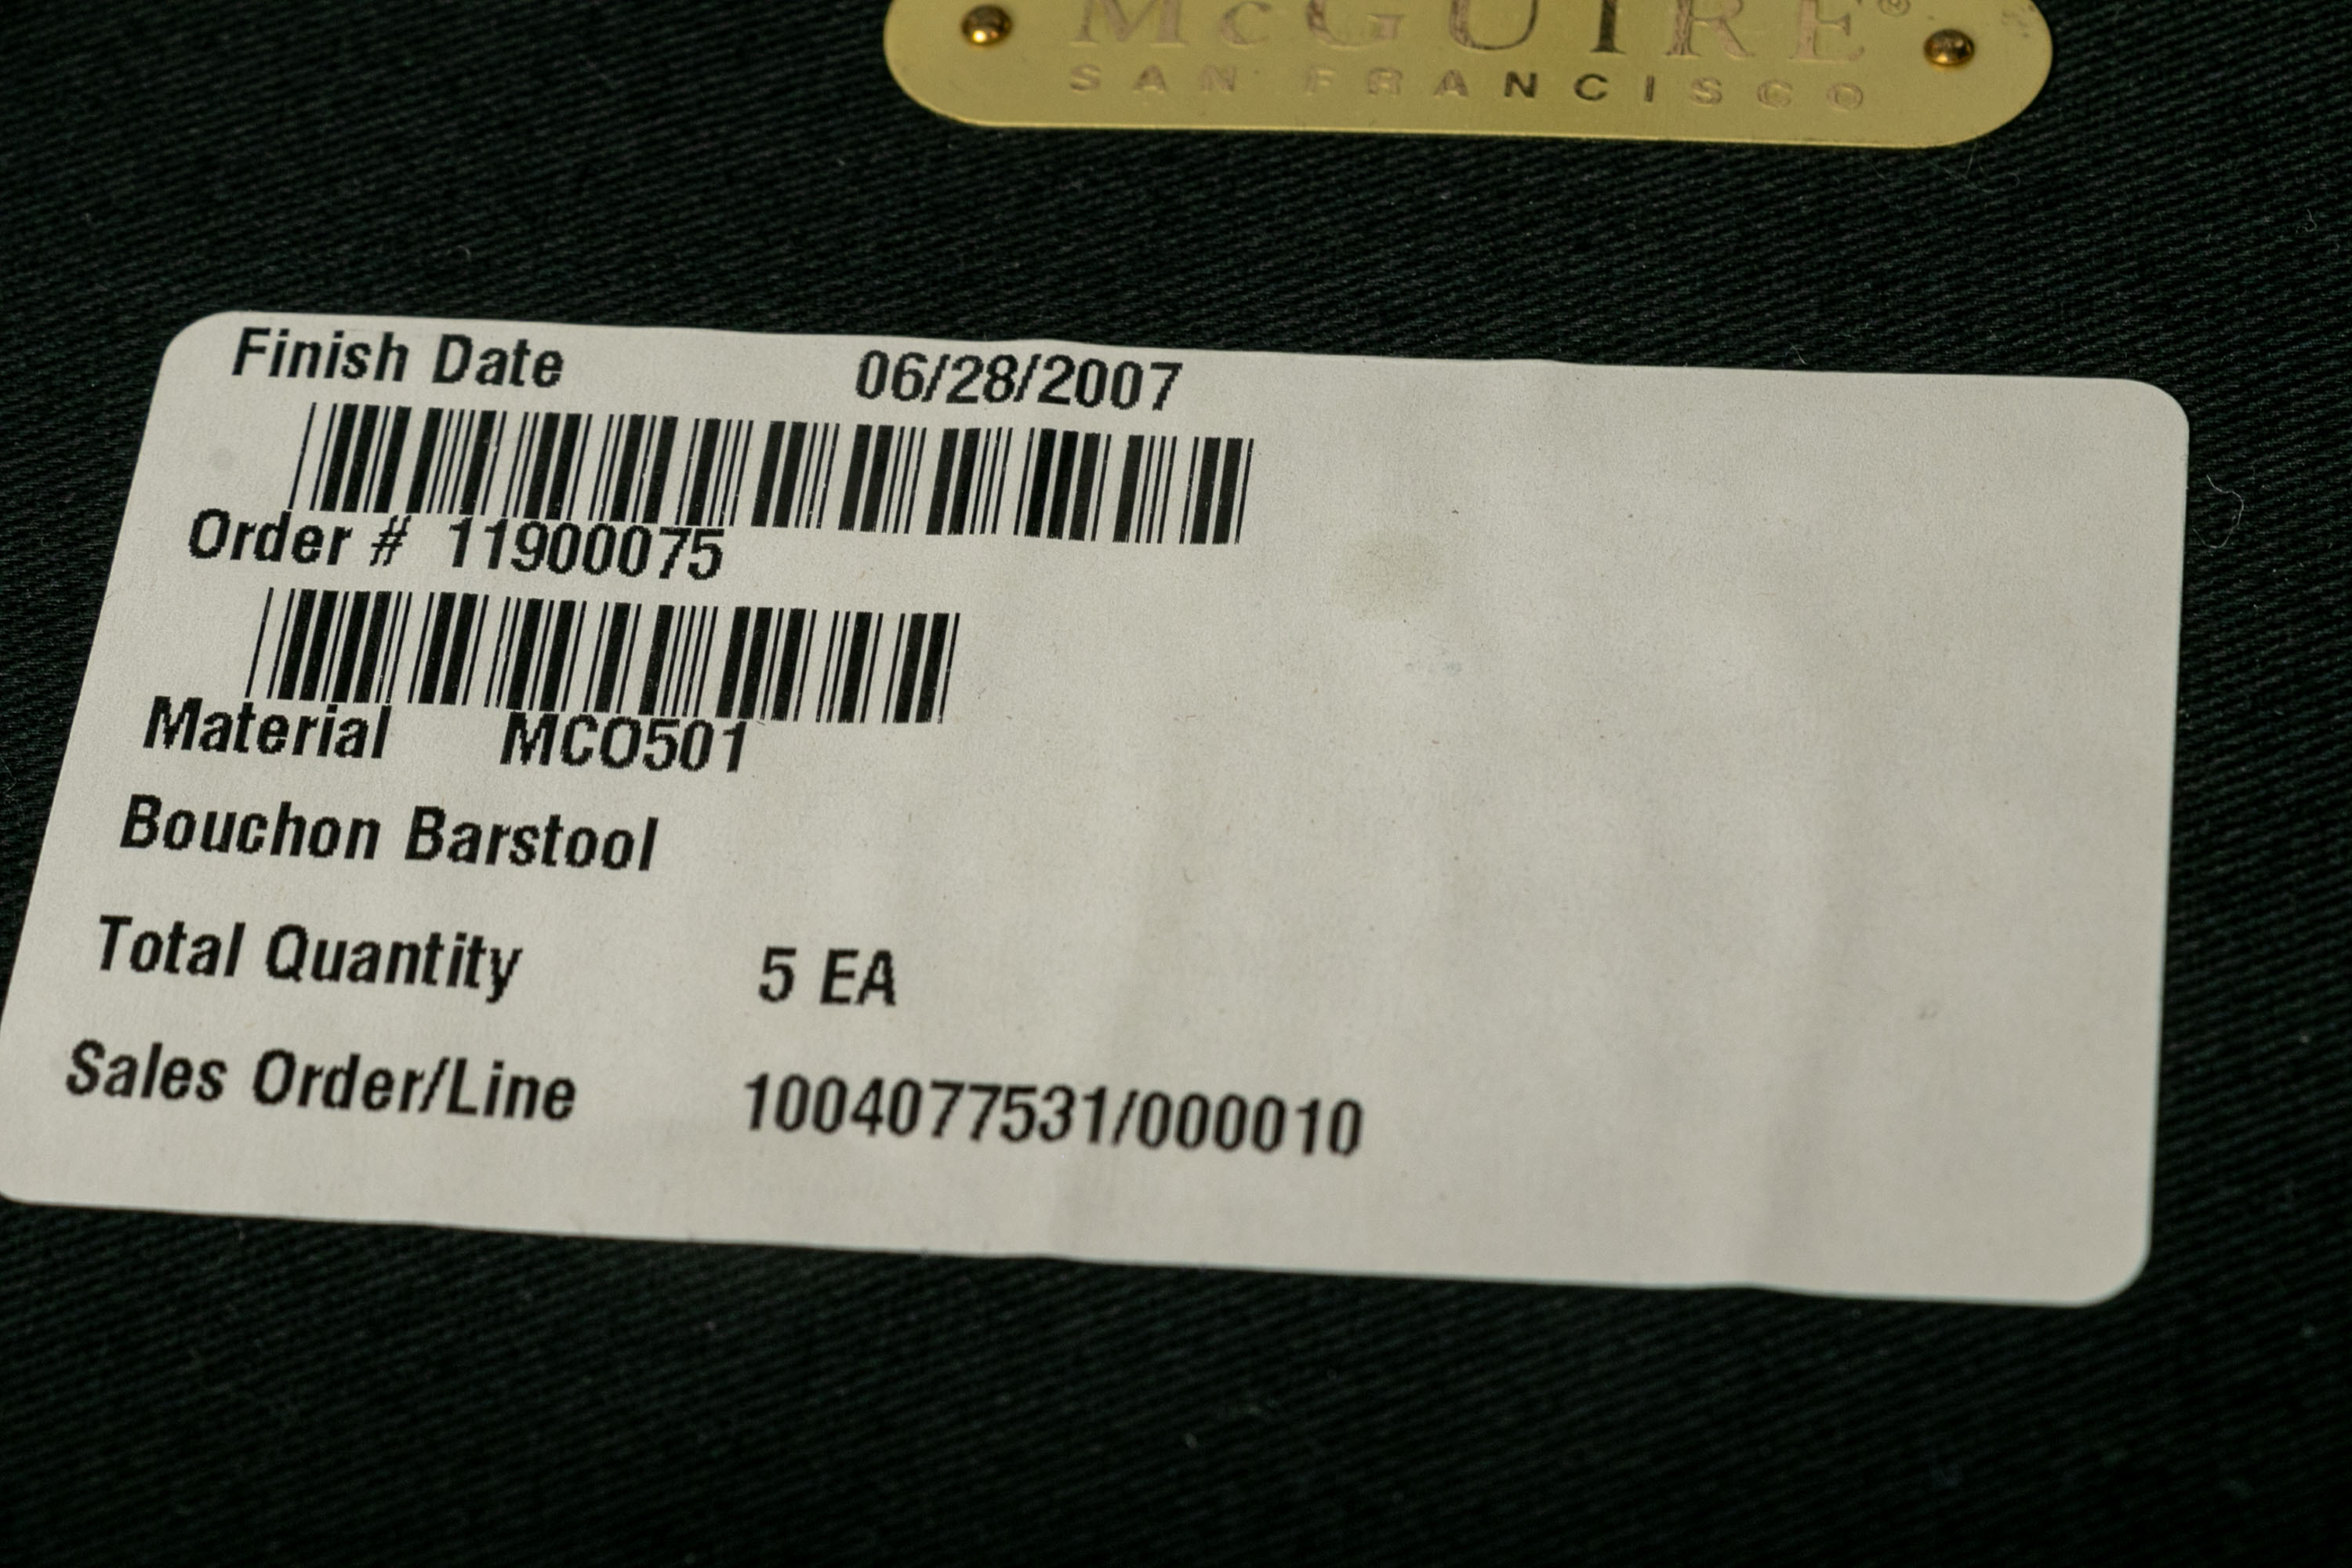 McGUIRE®
SAN FRANCISCO
Finish Date 06/28/2007
Order # 11900075
Material MCO501
Bouchon Barstool
Total Quantity 5 EA
Sales Order/Line 1004077531/000010